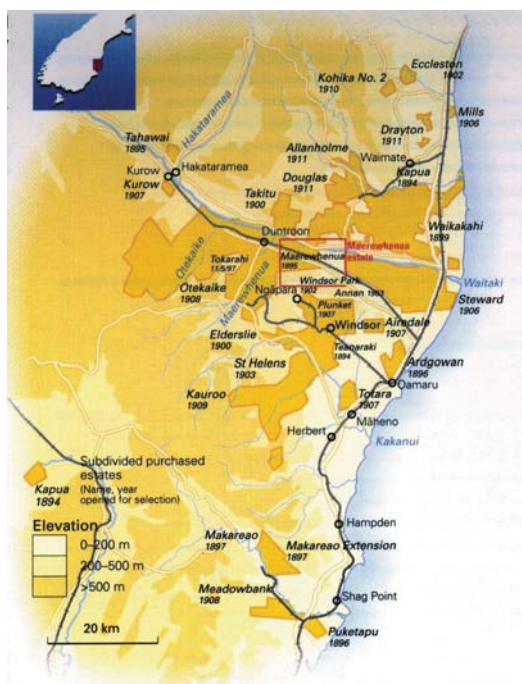 Eccleston
1902
Kohika No. 2
1910
Mills
1906
Hakataramea
Drayton
1911
Tahawai
1895
Allanholme
1911
Waimate
Kurow
Hakataramea
Kapua
1894
Kurow
1907
Douglas
1911
Takitu
1900
Waikakahi
1899
Duntroon
Maerewhenua
estate
Maerewhenua
1895
Otekaike
Tokarahi
Waitaki
Windsor Park
1902
Otekaike
1908
Maerewhenua
Ngapara
Annan 1903
Steward
1906
Plunket
1907
Windsor
Airedale
1907
Elderslie
1900
Teanaraki
1894
Ardgowan
1896
St Helens
1903
Oamaru
Kauroo
1909
Totara
1907
Māheno
Herbert
Kakanui
Subdivided purchased
estates
(Name, year
opened for selection)
Kapua
1894
Elevation
0–200 m
200–500 m
>500 m
Hampden
Makareao
1897
Makareao Extension
1897
Meadowbank
1908
Shag Point
20 km
Puketapu
1896